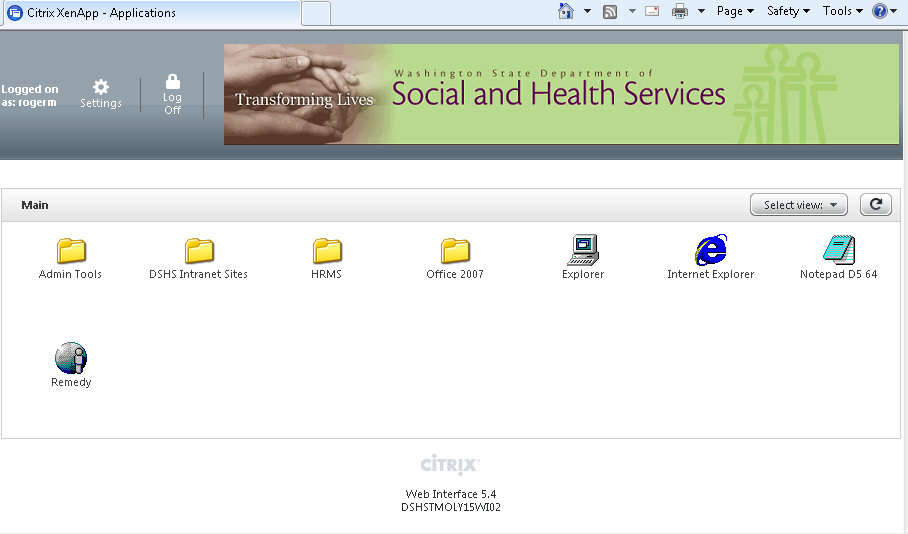 Citrix XenApp - Applications
Page
Safety
Tools
Logged on
as: rogerm
Settings
Log
Off
Transforming Lives
Washington State Department of
Social and Health Services
Main
Select view:
Admin Tools
DSHS Intranet Sites
HRMS
Office 2007
Explorer
Internet Explorer
Notepad D5 64
Remedy
CITRIX
Web Interface 5.4
DSHSTMOLY15WI02